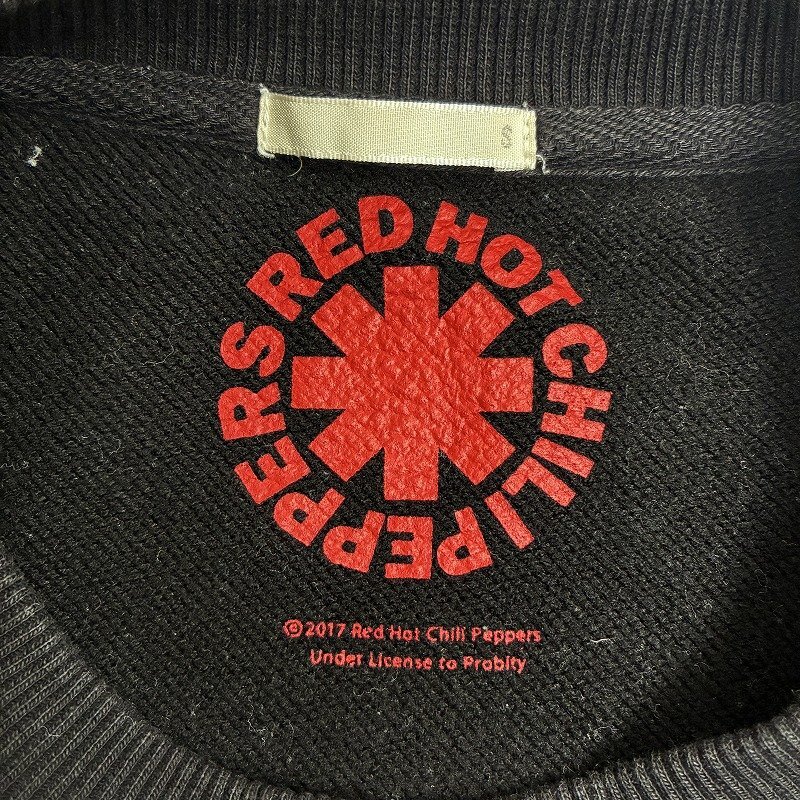 RED HOT CHILI PEPPERS
©2017 Red Hot Chili Peppers
Under License to Probity